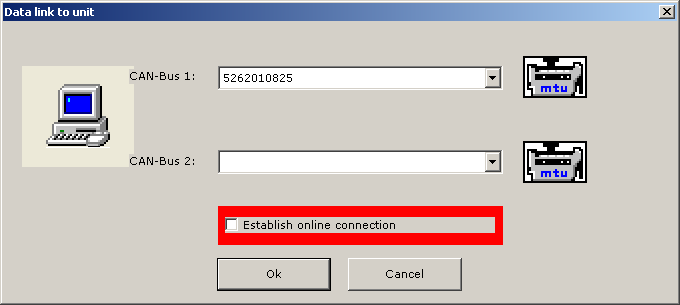 Data link to unit
CAN-Bus 1:
5262010825
mtu
CAN-Bus 2:
mtu
Establish online connection
Ok
Cancel